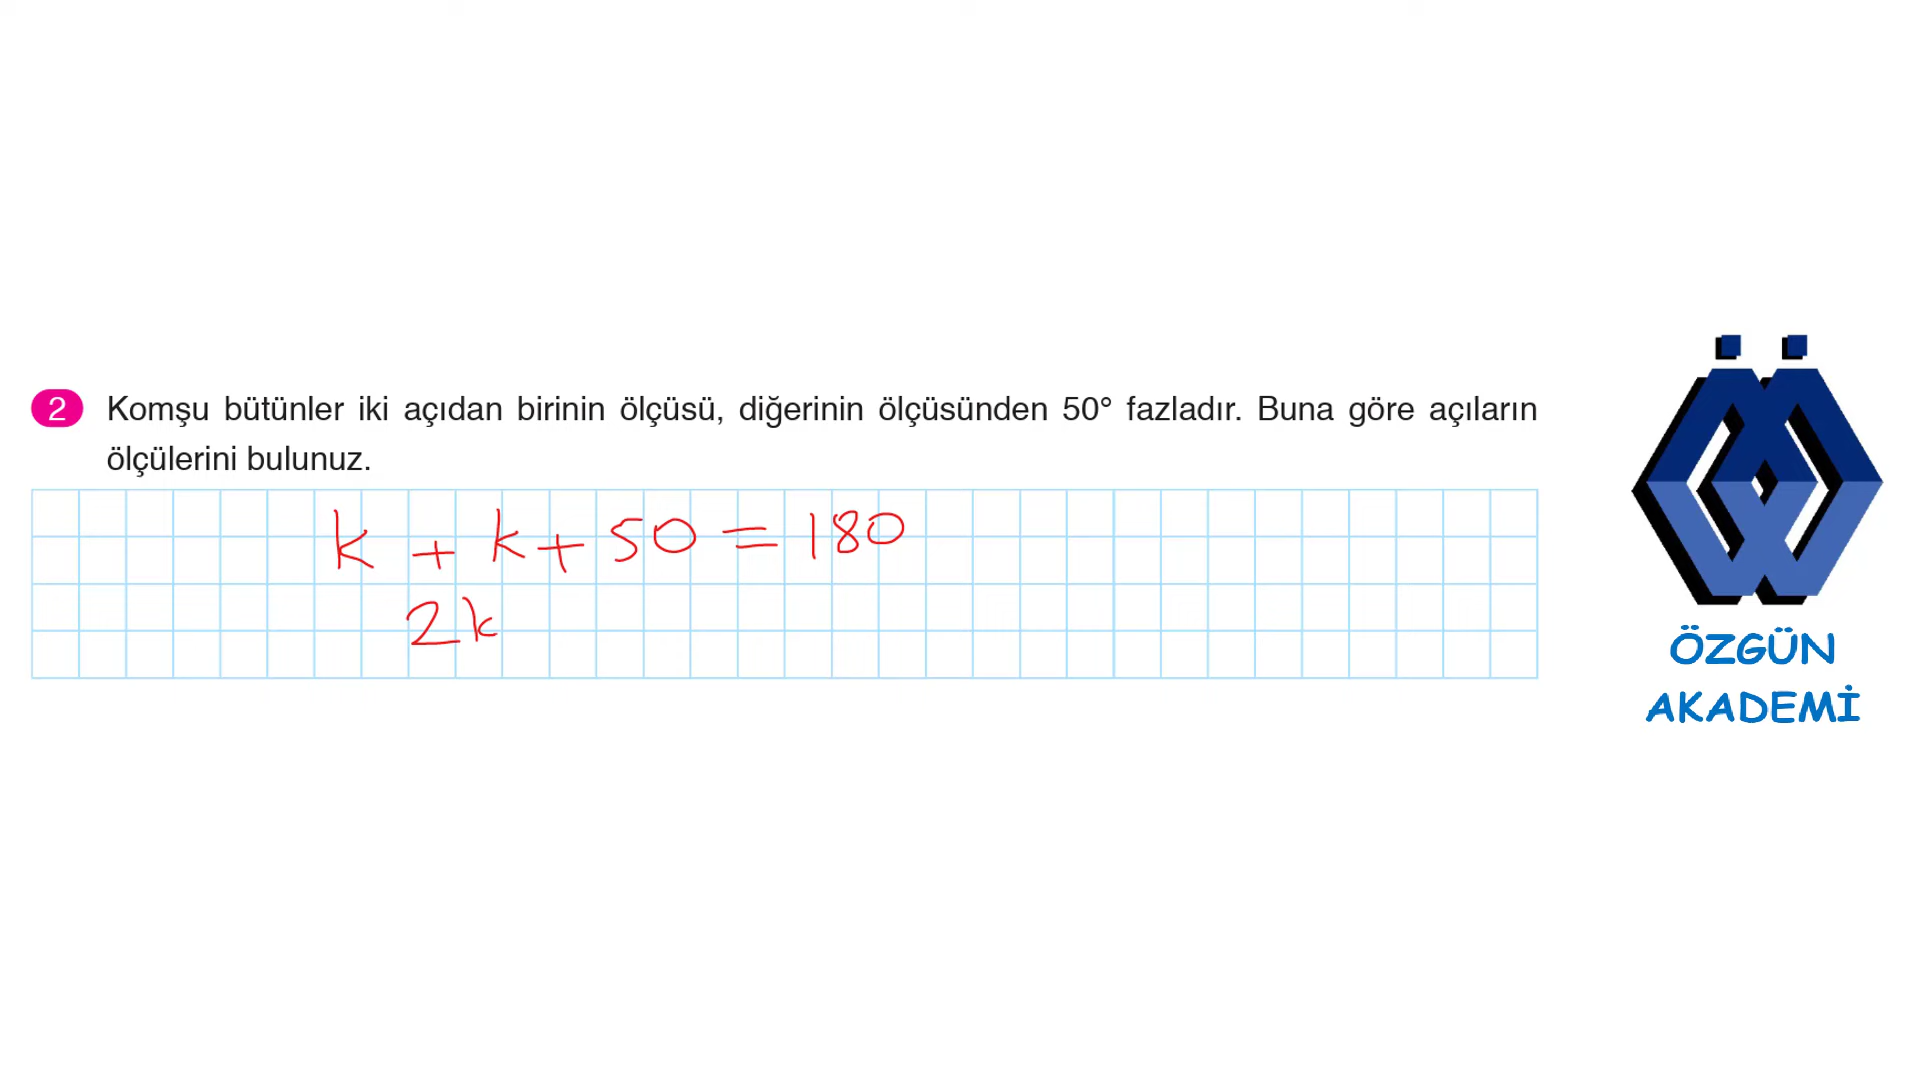 2 Komşu bütünler iki açıdan birinin ölçüsü, diğerinin ölçüsünden 50° fazladır. Buna göre açıların
ölçülerini bulunuz.
k + k + 50 = 180
2k
ÖZGÜN
AKADEMİ